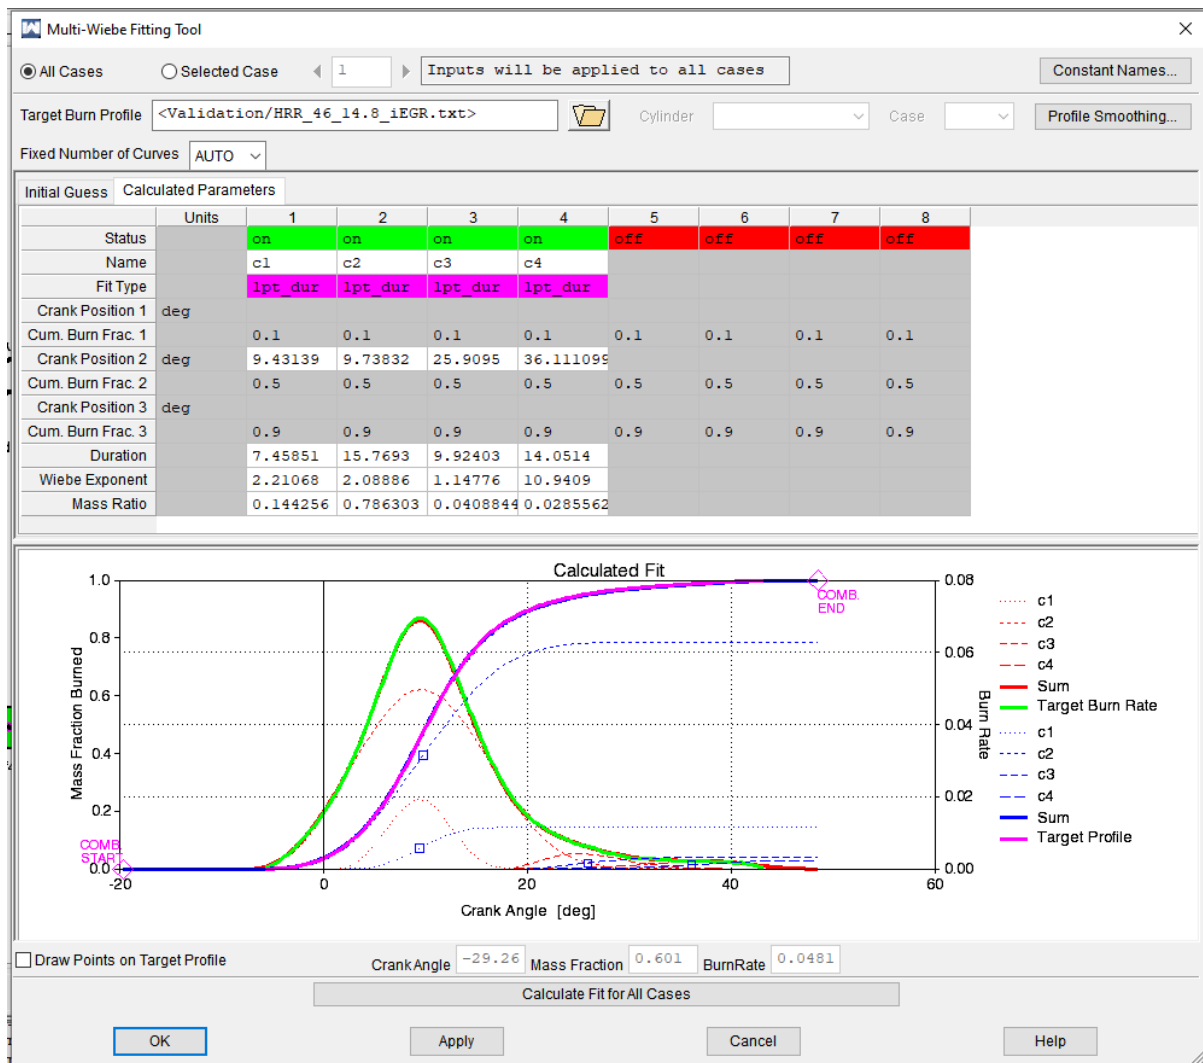 Multi-Wiebe Fitting Tool
All Cases Selected Case 1 Inputs will be applied to all cases Constant Names...
Target Burn Profile <Validation/HRR_46_14.8_iEGR.txt> Cylinder Case Profile Smoothing...
Fixed Number of Curves AUTO
Initial Guess Calculated Parameters
Units 1 2 3 4 5 6 7 8
Status on on on on off off off off
Name c1 c2 c3 c4
Fit Type 1pt_dur 1pt_dur 1pt_dur 1pt_dur
Crank Position 1 deg
Cum. Burn Frac. 1 0.1 0.1 0.1 0.1 0.1 0.1 0.1 0.1
Crank Position 2 deg 9.43139 9.73832 25.9095 36.111099
Cum. Burn Frac. 2 0.5 0.5 0.5 0.5 0.5 0.5 0.5 0.5
Crank Position 3 deg
Cum. Burn Frac. 3 0.9 0.9 0.9 0.9 0.9 0.9 0.9 0.9
Duration 7.45851 15.7693 9.92403 14.0514
Wiebe Exponent 2.21068 2.08886 1.14776 10.9409
Mass Ratio 0.144256 0.786303 0.0408844 0.0285562
Calculated Fit
1.0
0.8
0.6
0.4
0.2
0.0
Mass Fraction Burned
COMB.
START
COMB.
END
0.08
0.06
0.04
0.02
0.00
Burn Rate
-20 0 20 40 60
Crank Angle [deg]
c1
c2
c3
c4
Sum
Target Burn Rate
c1
c2
c3
c4
Sum
Target Profile
Draw Points on Target Profile Crank Angle -29.26 Mass Fraction 0.601 BurnRate 0.0481
Calculate Fit for All Cases
OK Apply Cancel Help